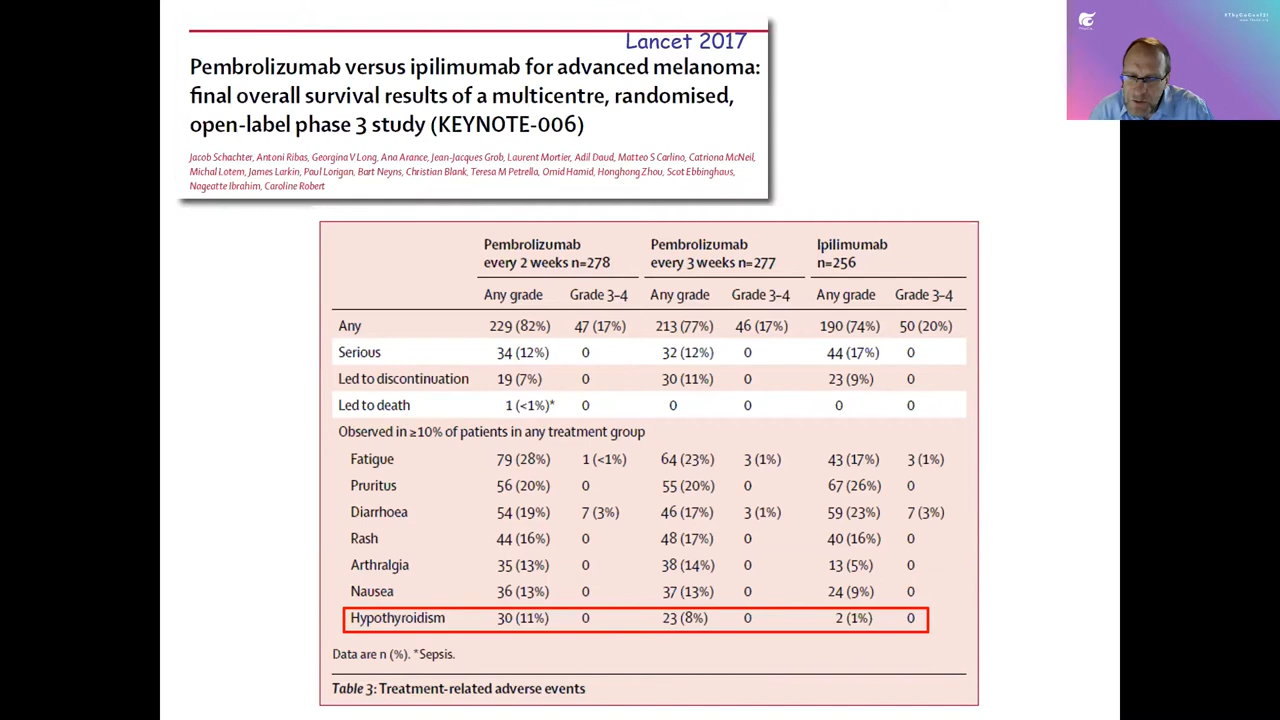 Lancet 2017
Pembrolizumab versus ipilimumab for advanced melanoma:
final overall survival results of a multicentre, randomised,
open-label phase 3 study (KEYNOTE-006)
Jacob Schachter, Antoni Ribas, Georgina V Long, Ana Arance, Jean-Jacques Grob, Laurent Mortier, Adil Daud, Matteo S Carlino, Catriona McNeil,
Michal Lotem, James Larkin, Paul Lorigan, Bart Neyns, Christian Blank, Teresa M Petrella, Omid Hamid, Honghong Zhou, Scot Ebbinghaus,
Nageatte Ibrahim, Caroline Robert
Pembrolizumab every 2 weeks n=278 Pembrolizumab every 3 weeks n=277 Ipilimumab n=256
Any grade Grade 3–4 Any grade Grade 3–4 Any grade Grade 3–4
Any 229 (82%) 47 (17%) 213 (77%) 46 (17%) 190 (74%) 50 (20%)
Serious 34 (12%) 0 32 (12%) 0 44 (17%) 0
Led to discontinuation 19 (7%) 0 30 (11%) 0 23 (9%) 0
Led to death 1 (<1%)* 0 0 0 0 0
Observed in ≥10% of patients in any treatment group
Fatigue 79 (28%) 1 (<1%) 64 (23%) 3 (1%) 43 (17%) 3 (1%)
Pruritus 56 (20%) 0 55 (20%) 0 67 (26%) 0
Diarrhoea 54 (19%) 7 (3%) 46 (17%) 3 (1%) 59 (23%) 7 (3%)
Rash 44 (16%) 0 48 (17%) 0 40 (16%) 0
Arthralgia 35 (13%) 0 38 (14%) 0 13 (5%) 0
Nausea 36 (13%) 0 37 (13%) 0 24 (9%) 0
Hypothyroidism 30 (11%) 0 23 (8%) 0 2 (1%) 0
Data are n (%). *Sepsis.
Table 3: Treatment-related adverse events